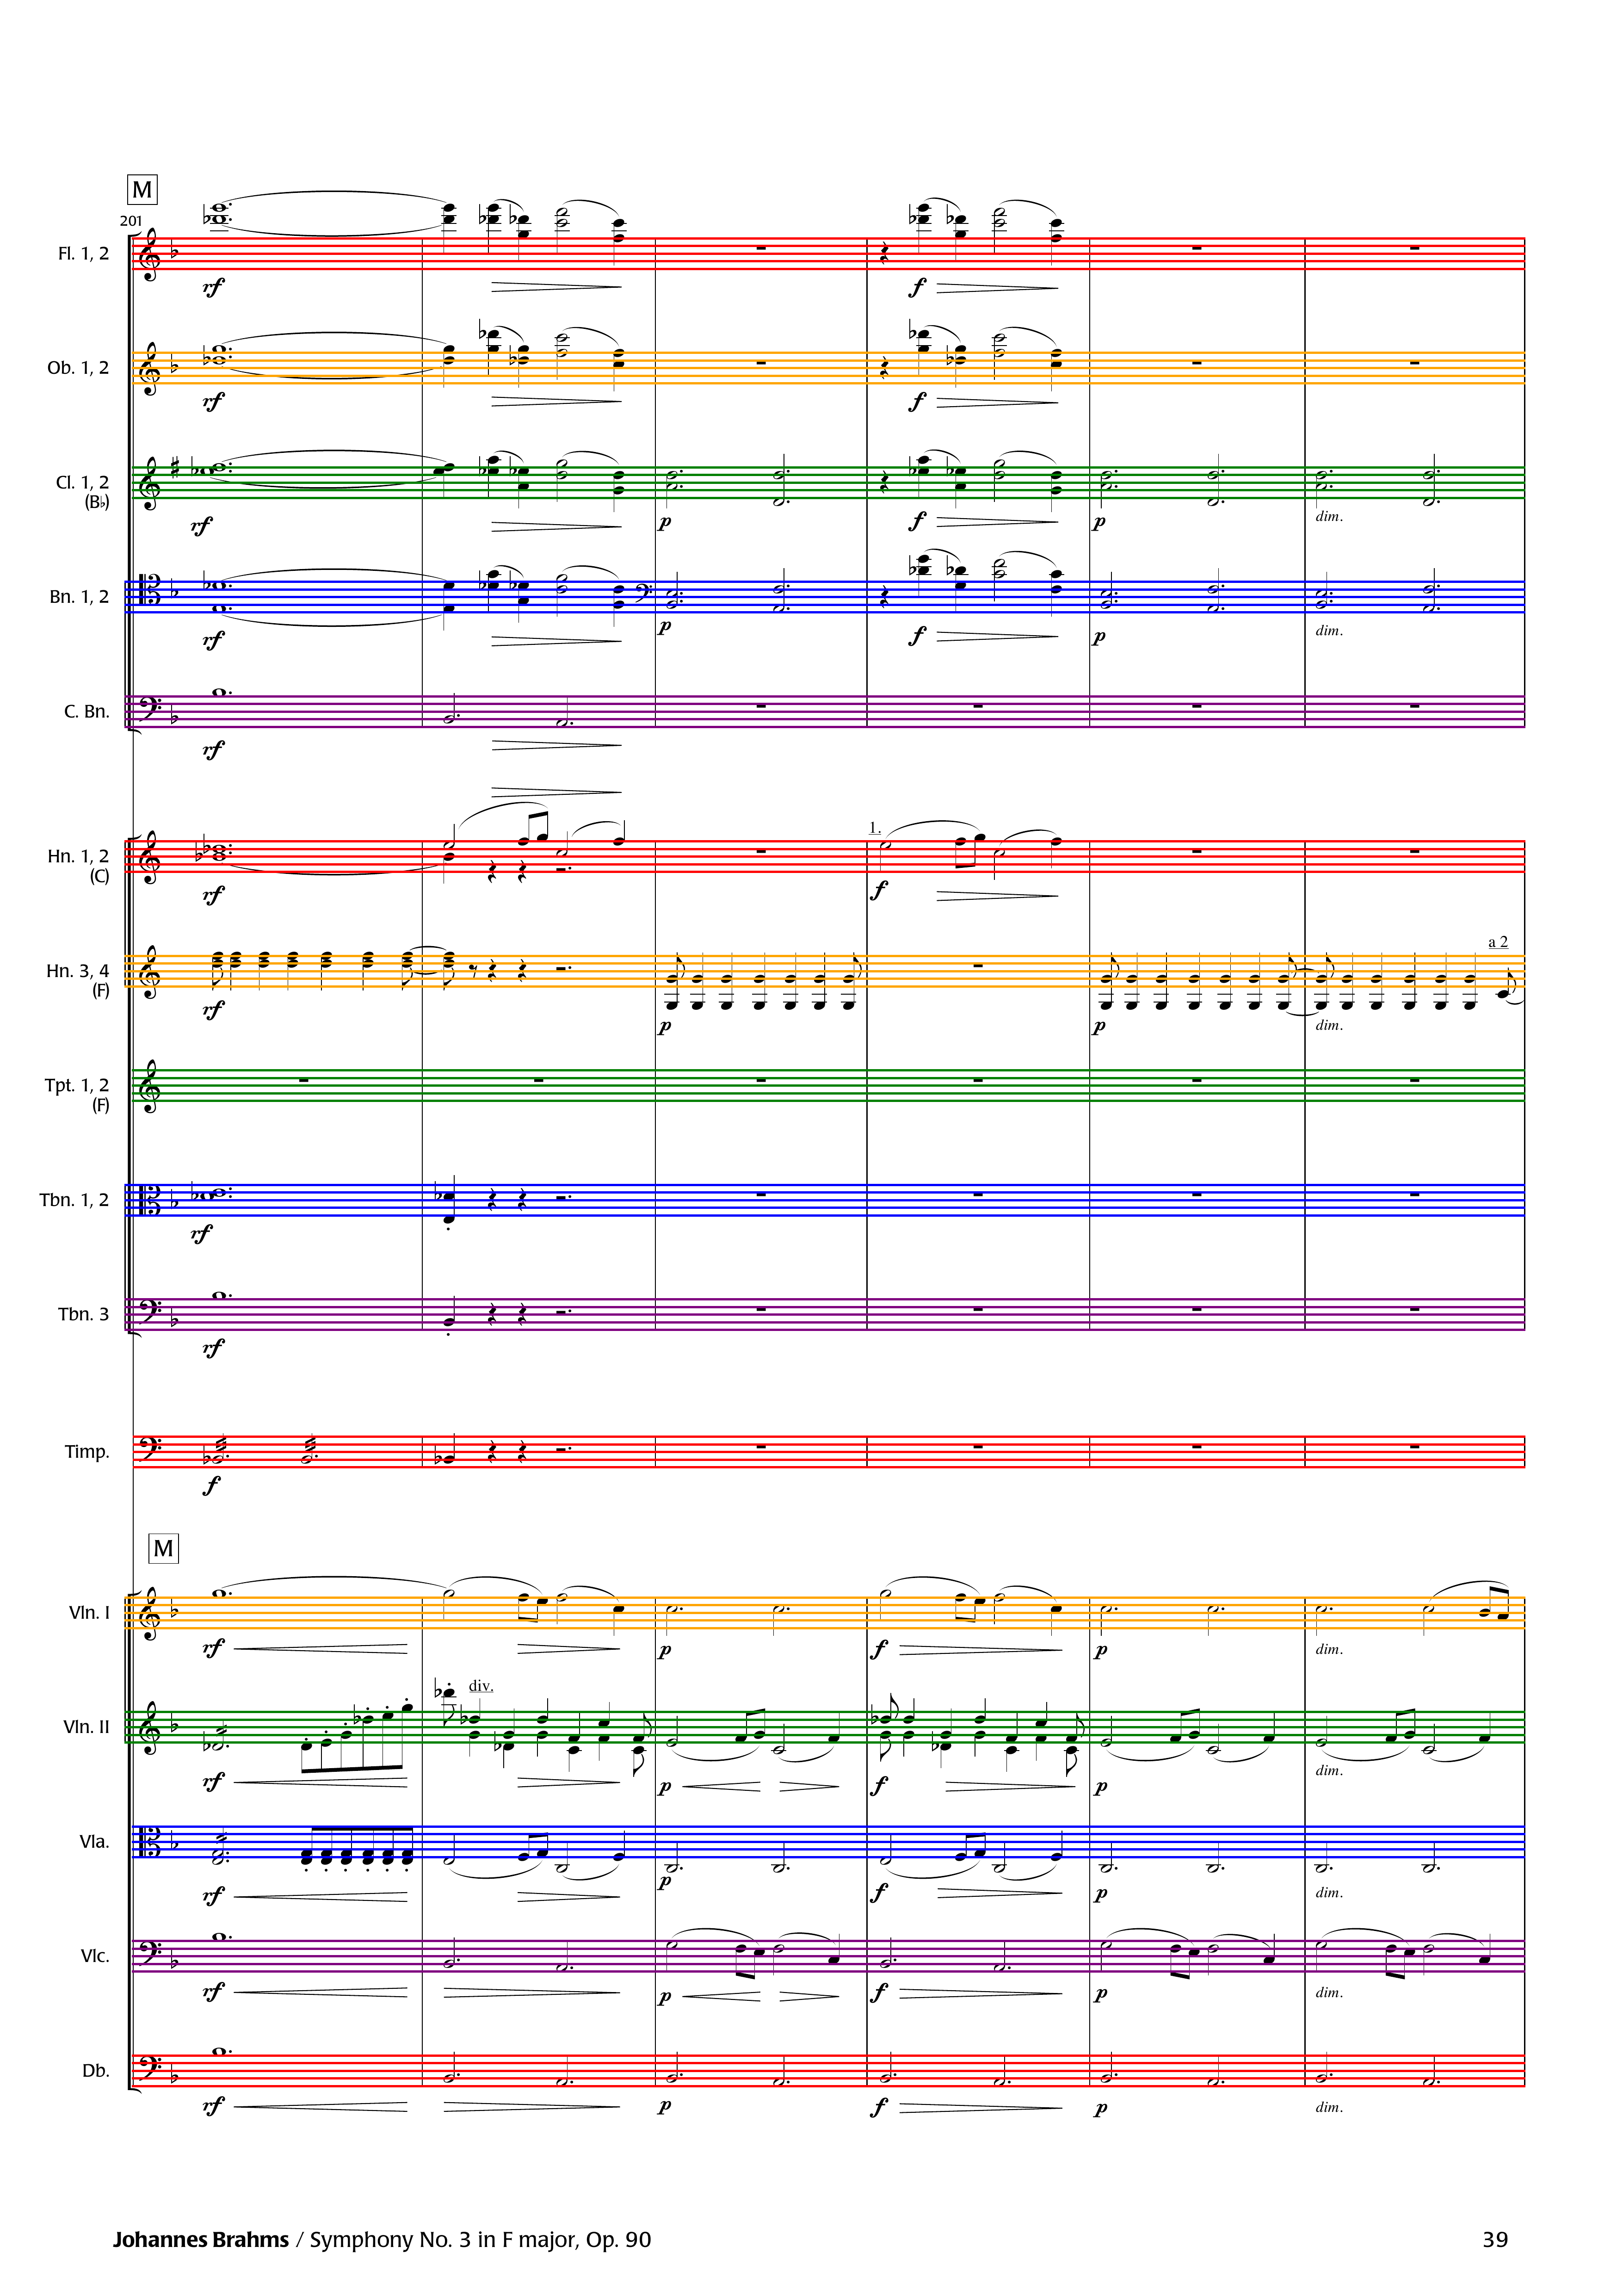 M
201
Fl. 1, 2
rf
f
Ob. 1, 2
rf
f
Cl. 1, 2
(B♭)
rf
p
f
p
dim.
Bn. 1, 2
rf
p
f
p
dim.
C. Bn.
rf
Hn. 1, 2
(C)
rf
1.
f
Hn. 3, 4
(F)
rf
p
p
dim.
a 2
Tpt. 1, 2
(F)
Tbn. 1, 2
rf
Tbn. 3
rf
Timp.
f
M
Vln. I
rf
p
f
p
dim.
div.
Vln. II
rf
p
f
p
dim.
Vla.
rf
p
f
p
dim.
Vlc.
rf
p
f
p
dim.
Db.
rf
p
f
p
dim.
Johannes Brahms / Symphony No. 3 in F major, Op. 90
39